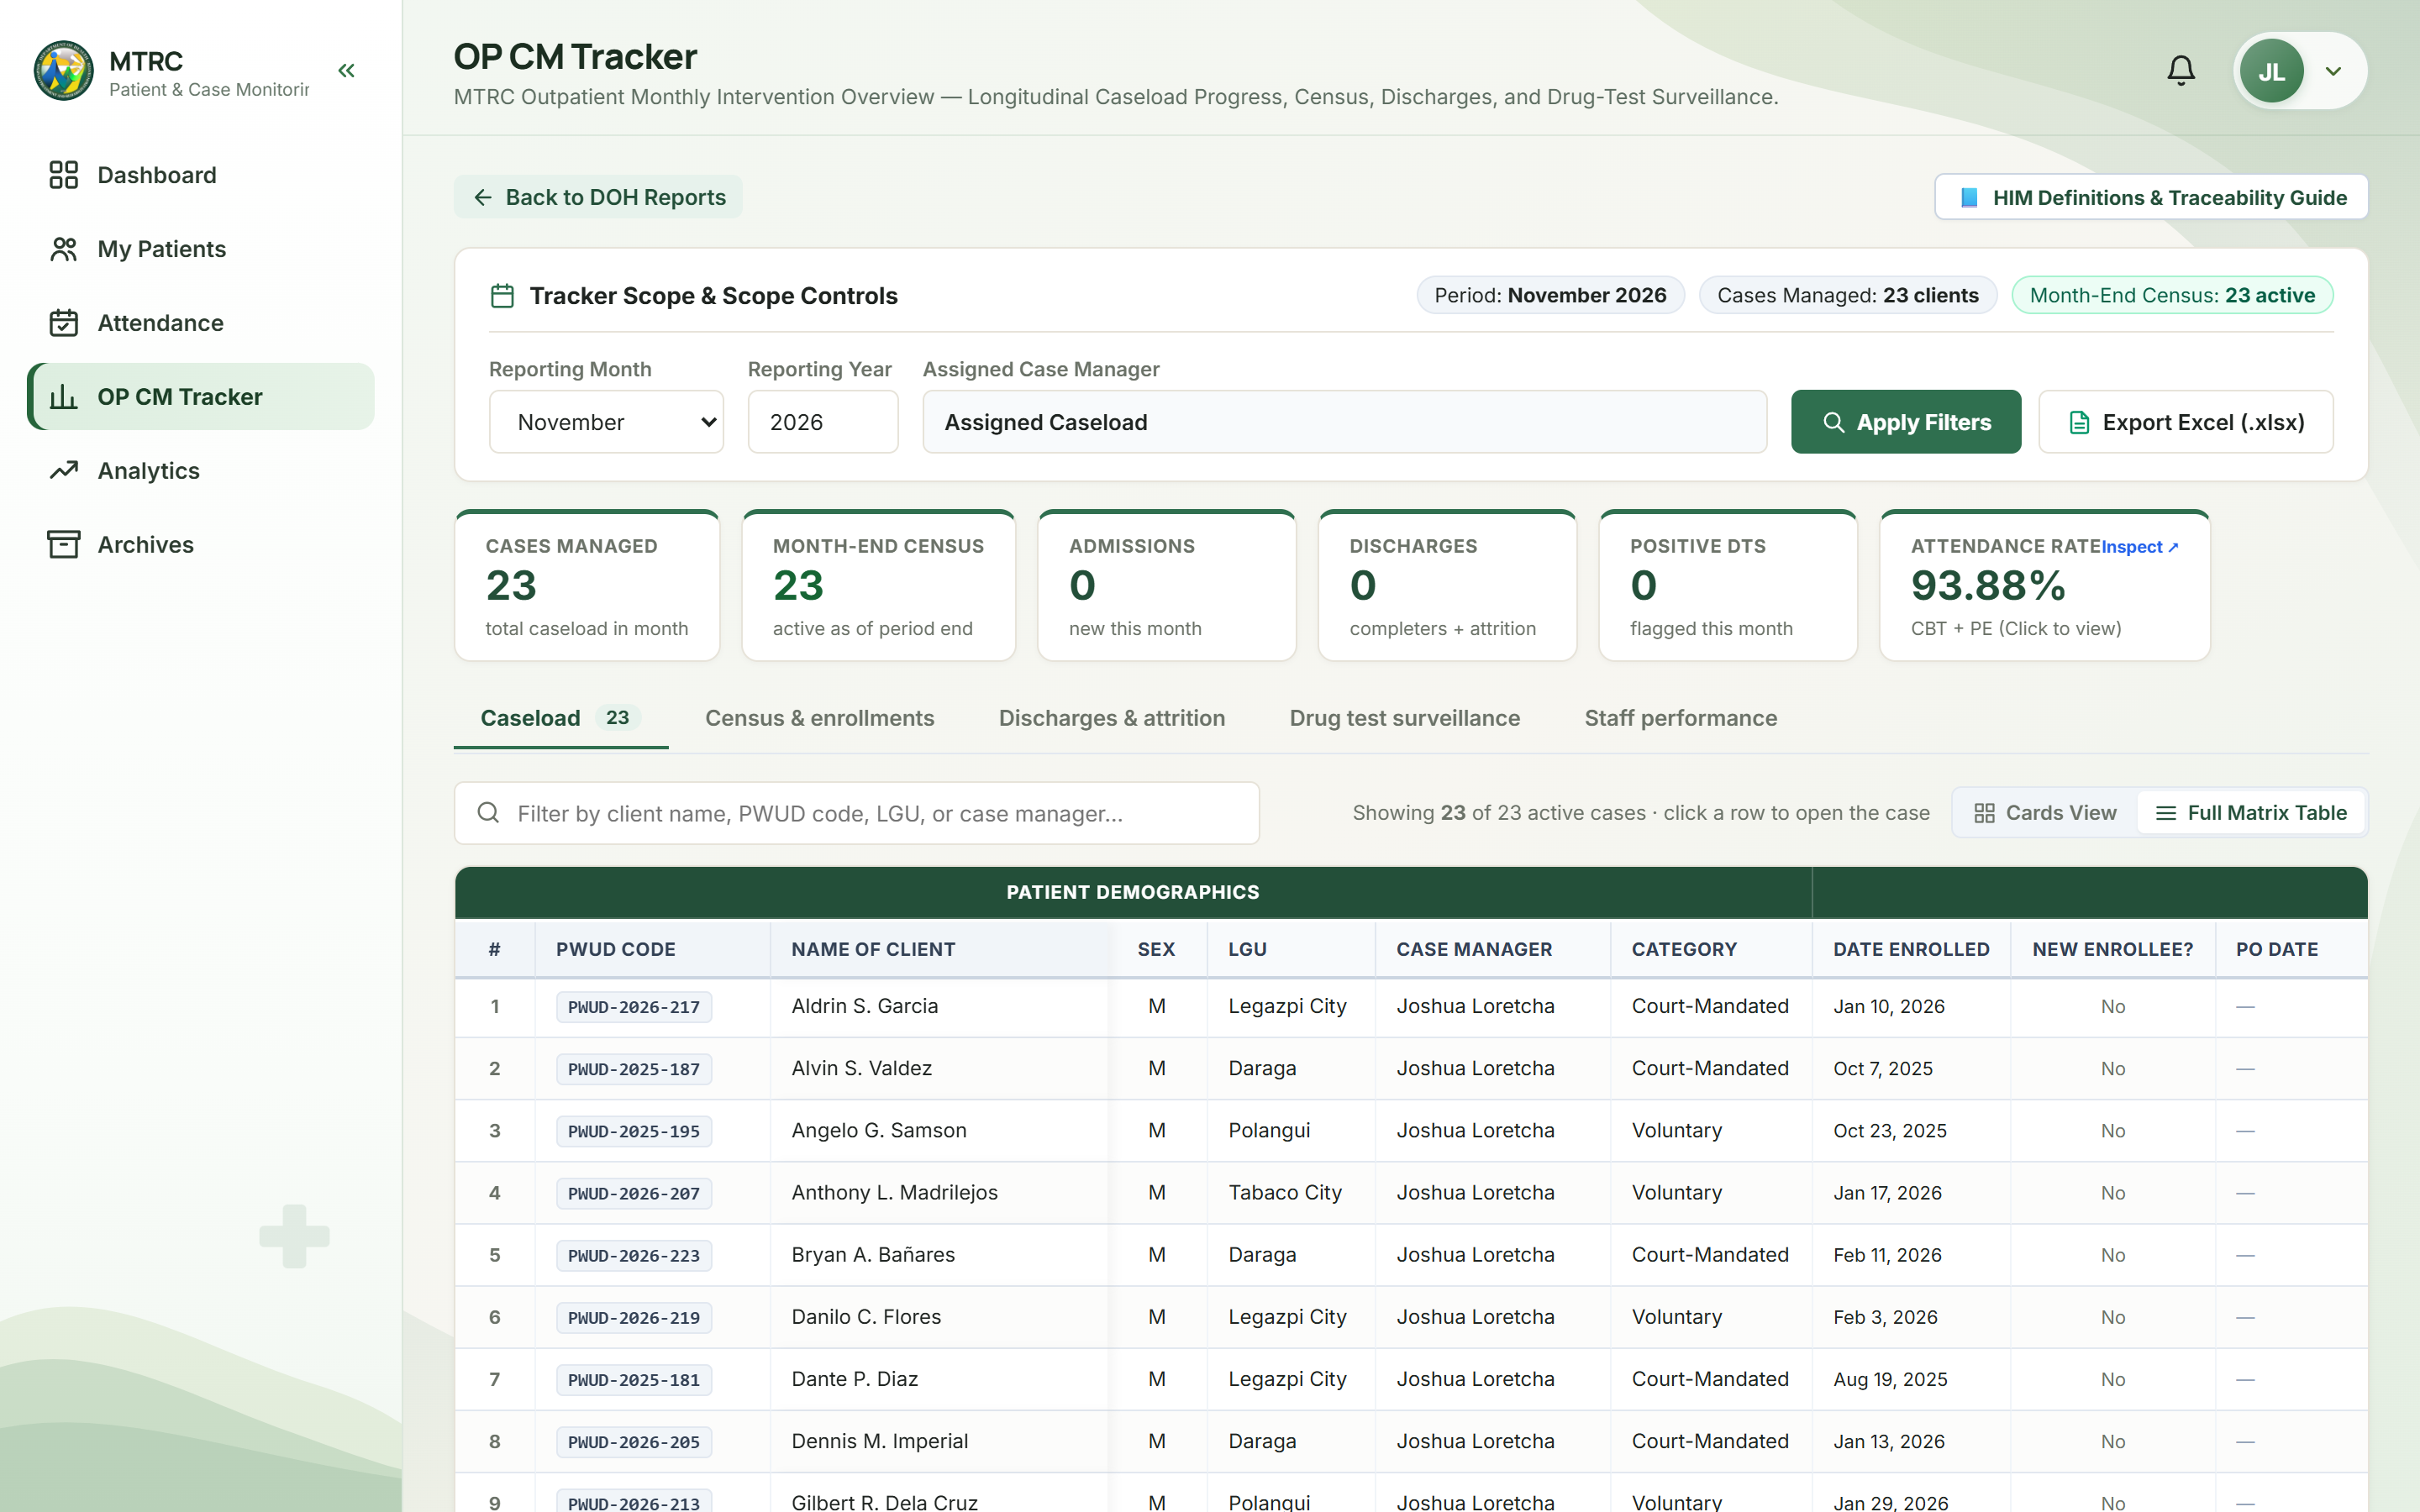 MTRC
Patient & Case Monitorin
Dashboard
My Patients
Attendance
OP CM Tracker
Analytics
Archives
OP CM Tracker
MTRC Outpatient Monthly Intervention Overview — Longitudinal Caseload Progress, Census, Discharges, and Drug-Test Surveillance.
JL
Back to DOH Reports
HIM Definitions & Traceability Guide
Tracker Scope & Scope Controls
Period: November 2026
Cases Managed: 23 clients
Month-End Census: 23 active
Reporting Month
Reporting Year
Assigned Case Manager
November
2026
Assigned Caseload
Apply Filters
Export Excel (.xlsx)
CASES MANAGED
23
total caseload in month
MONTH-END CENSUS
23
active as of period end
ADMISSIONS
0
new this month
DISCHARGES
0
completers + attrition
POSITIVE DTS
0
flagged this month
ATTENDANCE RATE Inspect ↗
93.88%
CBT + PE (Click to view)
Caseload 23
Census & enrollments
Discharges & attrition
Drug test surveillance
Staff performance
Filter by client name, PWUD code, LGU, or case manager...
Showing 23 of 23 active cases · click a row to open the case
Cards View
Full Matrix Table
PATIENT DEMOGRAPHICS
# PWUD CODE NAME OF CLIENT SEX LGU CASE MANAGER CATEGORY DATE ENROLLED NEW ENROLLEE? PO DATE
1 PWUD-2026-217 Aldrin S. Garcia M Legazpi City Joshua Loretcha Court-Mandated Jan 10, 2026 No —
2 PWUD-2025-187 Alvin S. Valdez M Daraga Joshua Loretcha Court-Mandated Oct 7, 2025 No —
3 PWUD-2025-195 Angelo G. Samson M Polangui Joshua Loretcha Voluntary Oct 23, 2025 No —
4 PWUD-2026-207 Anthony L. Madrilejos M Tabaco City Joshua Loretcha Voluntary Jan 17, 2026 No —
5 PWUD-2026-223 Bryan A. Bañares M Daraga Joshua Loretcha Court-Mandated Feb 11, 2026 No —
6 PWUD-2026-219 Danilo C. Flores M Legazpi City Joshua Loretcha Voluntary Feb 3, 2026 No —
7 PWUD-2025-181 Dante P. Diaz M Legazpi City Joshua Loretcha Court-Mandated Aug 19, 2025 No —
8 PWUD-2026-205 Dennis M. Imperial M Daraga Joshua Loretcha Court-Mandated Jan 13, 2026 No —
9 PWUD-2026-213 Gilbert R. Dela Cruz M Polangui Joshua Loretcha Voluntary Jan 29, 2026 No —